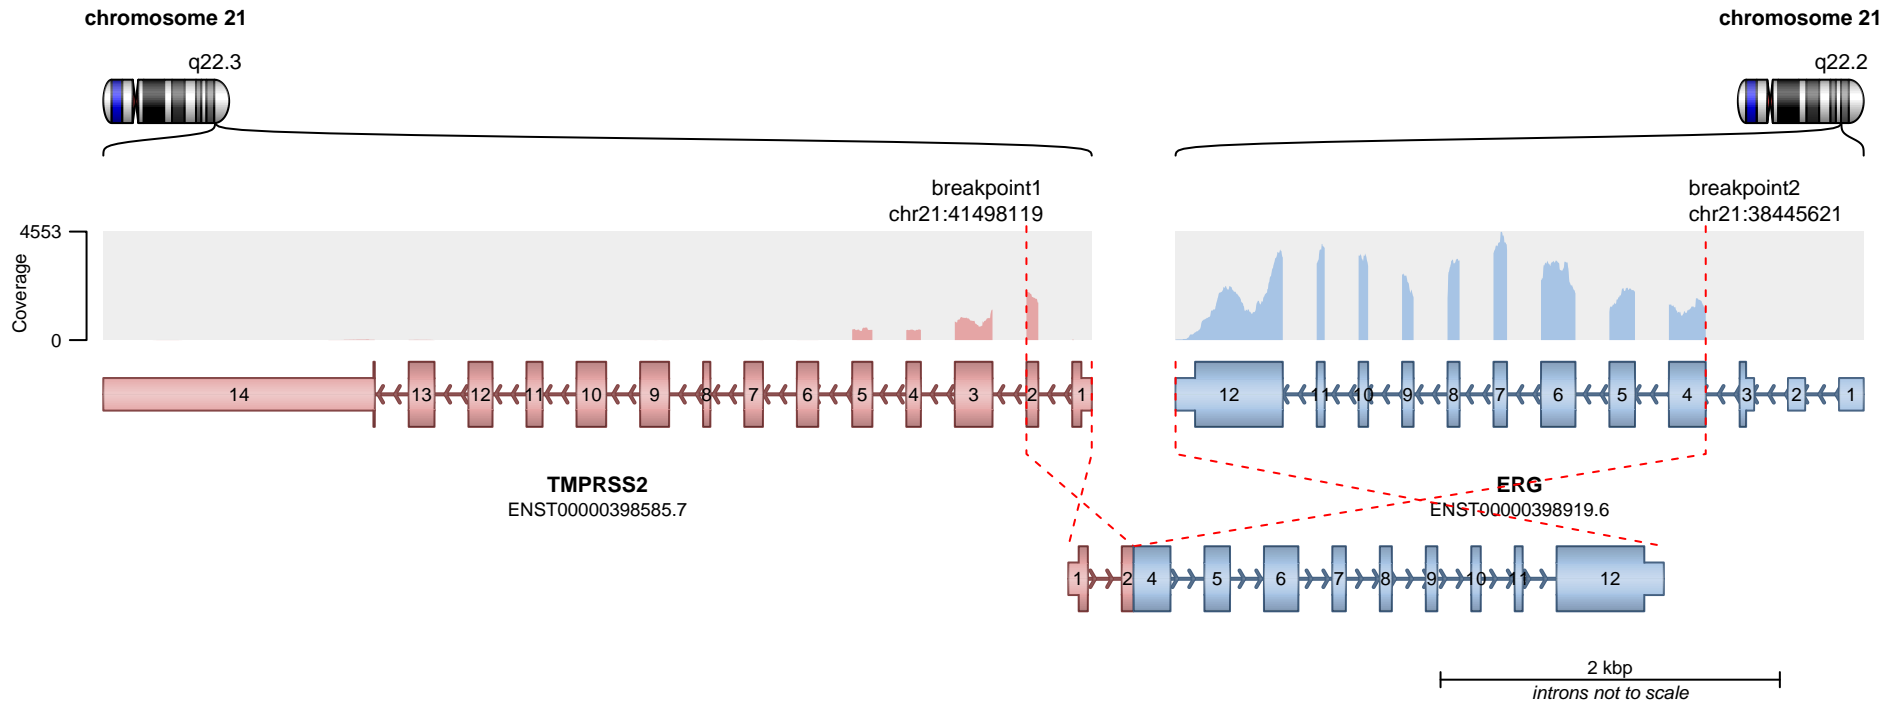 chromosome 21
chromosome 21
q22.3
q22.2
breakpoint1
chr21:41498119
breakpoint2
chr21:38445621
4553
Coverage
0
14 13 12 11 10 9 8 7 6 5 4 3 2 1
12 11 10 9 8 7 6 5 4 3 2 1
TMPRSS2
ENST00000398585.7
ERG
ENST00000398919.6
1 2 4 5 6 7 8 9 10 11 12
2 kbp
introns not to scale